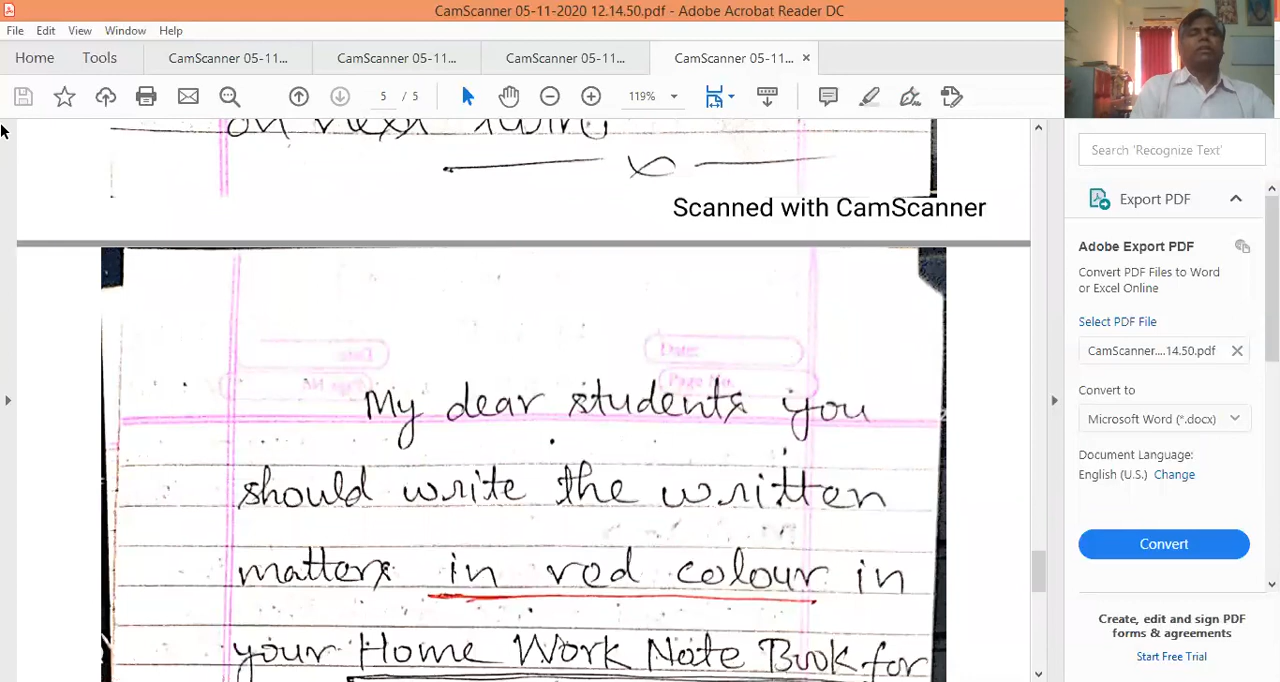 CamScanner 05-11-2020 12.14.50.pdf - Adobe Acrobat Reader DC
File Edit View Window Help
Home Tools CamScanner 05-11... CamScanner 05-11... CamScanner 05-11... CamScanner 05-11... ×
5 / 5 119%
on next
Scanned with CamScanner
Date:
Page No.
My dear students you
should write the written
matters in red colour in
your Home Work Note Book for
Search 'Recognize Text'
Export PDF
Adobe Export PDF
Convert PDF Files to Word
or Excel Online
Select PDF File
CamScanner....14.50.pdf
Convert to
Microsoft Word (*.docx)
Document Language:
English (U.S.) Change
Convert
Create, edit and sign PDF
forms & agreements
Start Free Trial